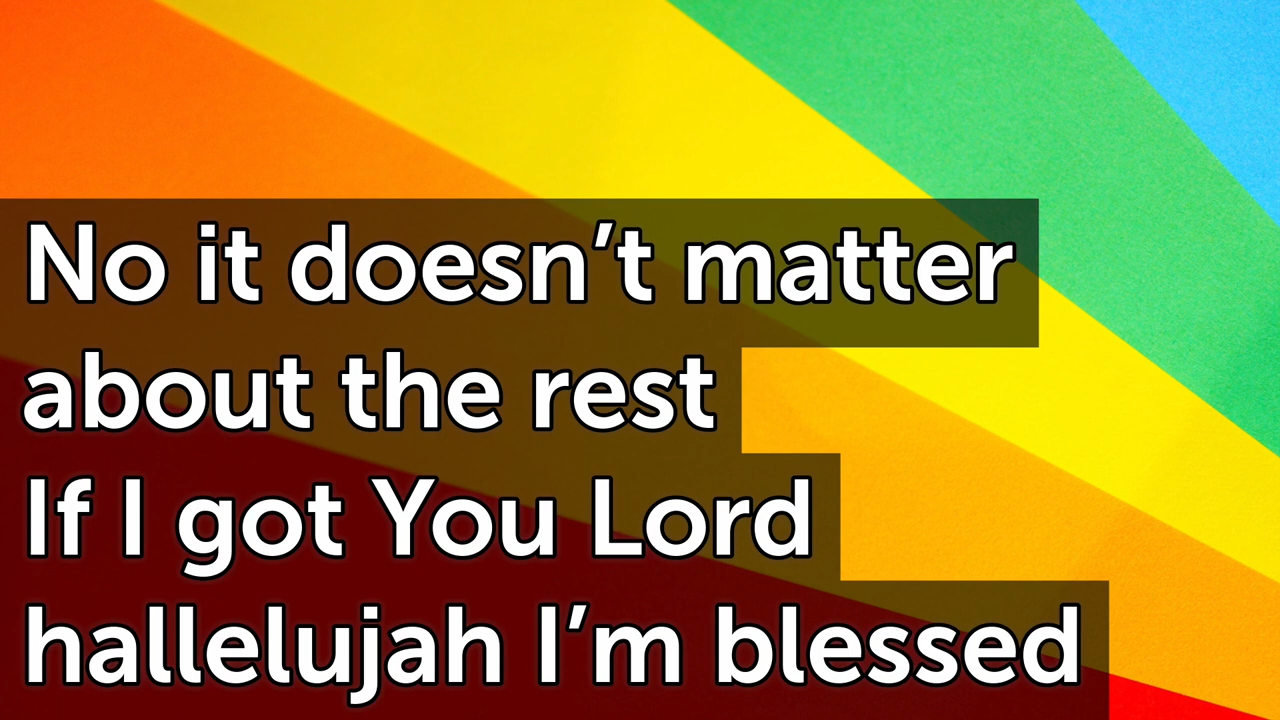 No it doesn’t matter
about the rest
If I got You Lord
hallelujah I’m blessed